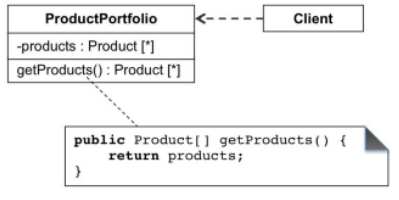 ProductPortfolio
Client
-products : Product [*]
getProducts() : Product [*]
public Product[] getProducts() {
return products;
}